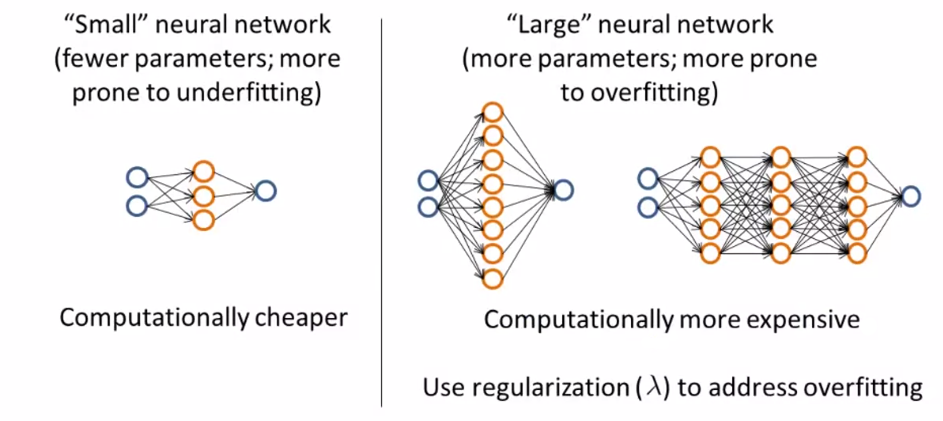 “Small” neural network
(fewer parameters; more
prone to underfitting)
Computationally cheaper
“Large” neural network
(more parameters; more prone
to overfitting)
Computationally more expensive
Use regularization (λ) to address overfitting